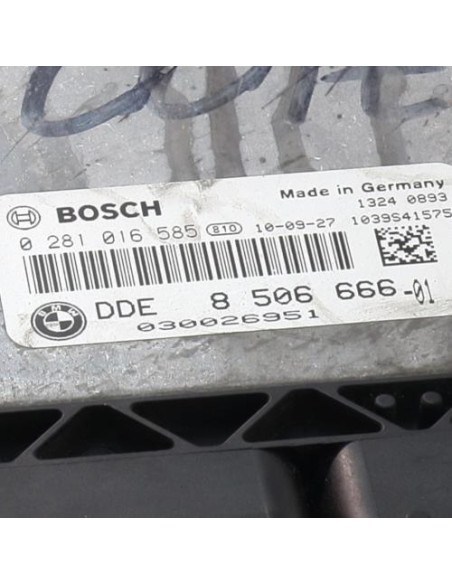 Made in Germany
BOSCH
1324 0893
0 281 016 585 810 10-09-27 1039S41575
BMW
DDE 8 506 666-01
030026951